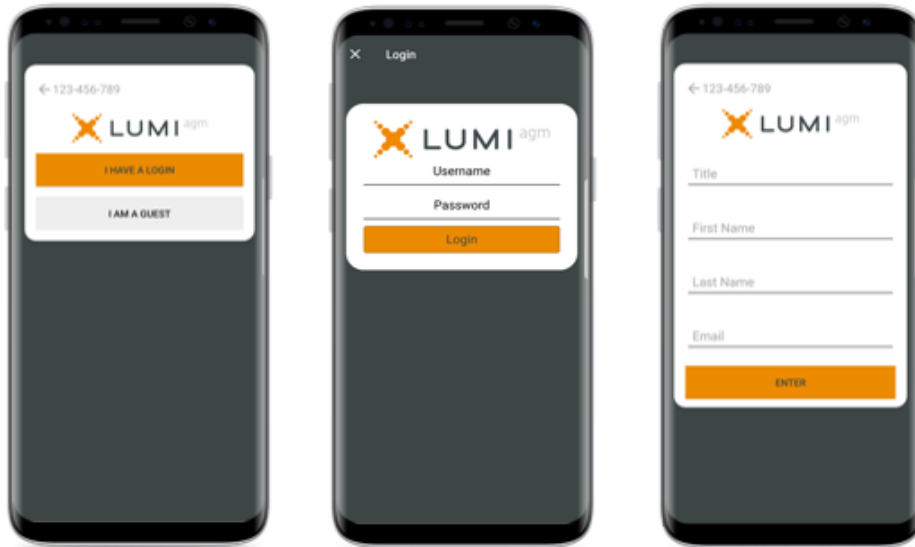 ← 123-456-789
LUMI agm
I HAVE A LOGIN
I AM A GUEST
× Login
LUMI agm
Username
Password
Login
← 123-456-789
LUMI agm
Title
First Name
Last Name
Email
ENTER